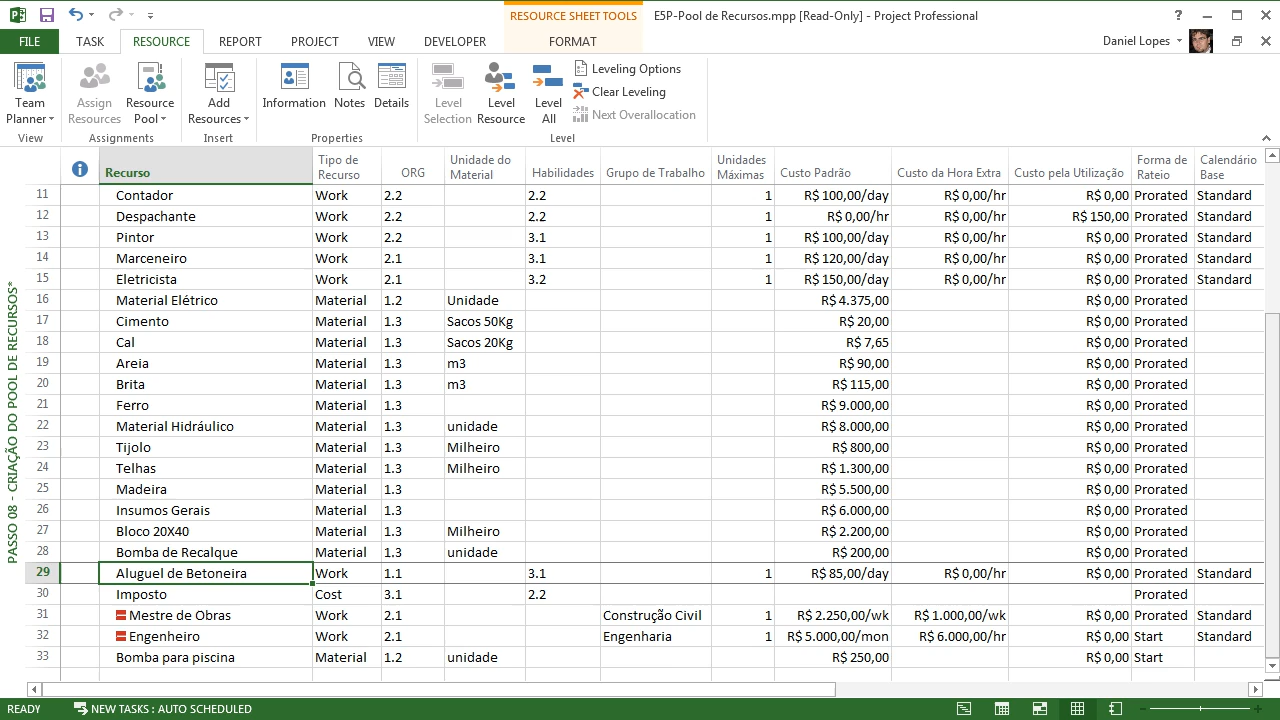 RESOURCE SHEET TOOLS
E5P-Pool de Recursos.mpp [Read-Only] - Project Professional
FILE TASK RESOURCE REPORT PROJECT VIEW DEVELOPER FORMAT
Daniel Lopes
Team Planner
View
Assign Resources
Resource Pool
Assignments
Add Resources
Insert
Information
Notes
Details
Properties
Level Selection
Level Resource
Level All
Leveling Options
Clear Leveling
Next Overallocation
Level
PASSO 08 - CRIAÇÃO DO POOL DE RECURSOS*
Recurso Tipo de Recurso ORG Unidade do Material Habilidades Grupo de Trabalho Unidades Máximas Custo Padrão Custo da Hora Extra Custo pela Utilização Forma de Rateio Calendário Base
11 Contador Work 2.2 2.2 1 R$ 100,00/day R$ 0,00/hr R$ 0,00 Prorated Standard
12 Despachante Work 2.2 2.2 1 R$ 0,00/hr R$ 0,00/hr R$ 150,00 Prorated Standard
13 Pintor Work 2.2 3.1 1 R$ 100,00/day R$ 0,00/hr R$ 0,00 Prorated Standard
14 Marceneiro Work 2.1 3.1 1 R$ 120,00/day R$ 0,00/hr R$ 0,00 Prorated Standard
15 Eletricista Work 2.1 3.2 1 R$ 150,00/day R$ 0,00/hr R$ 0,00 Prorated Standard
16 Material Elétrico Material 1.2 Unidade R$ 4.375,00 R$ 0,00 Prorated
17 Cimento Material 1.3 Sacos 50Kg R$ 20,00 R$ 0,00 Prorated
18 Cal Material 1.3 Sacos 20Kg R$ 7,65 R$ 0,00 Prorated
19 Areia Material 1.3 m3 R$ 90,00 R$ 0,00 Prorated
20 Brita Material 1.3 m3 R$ 115,00 R$ 0,00 Prorated
21 Ferro Material 1.3 R$ 9.000,00 R$ 0,00 Prorated
22 Material Hidráulico Material 1.3 unidade R$ 8.000,00 R$ 0,00 Prorated
23 Tijolo Material 1.3 Milheiro R$ 800,00 R$ 0,00 Prorated
24 Telhas Material 1.3 Milheiro R$ 1.300,00 R$ 0,00 Prorated
25 Madeira Material 1.3 R$ 5.500,00 R$ 0,00 Prorated
26 Insumos Gerais Material 1.3 R$ 6.000,00 R$ 0,00 Prorated
27 Bloco 20X40 Material 1.3 Milheiro R$ 2.200,00 R$ 0,00 Prorated
28 Bomba de Recalque Material 1.3 unidade R$ 200,00 R$ 0,00 Prorated
29 Aluguel de Betoneira Work 1.1 3.1 1 R$ 85,00/day R$ 0,00/hr R$ 0,00 Prorated Standard
30 Imposto Cost 3.1 2.2 Prorated
31 Mestre de Obras Work 2.1 Construção Civil 1 R$ 2.250,00/wk R$ 1.000,00/wk R$ 0,00 Prorated Standard
32 Engenheiro Work 2.1 Engenharia 1 R$ 5.000,00/mon R$ 6.000,00/hr R$ 0,00 Start Standard
33 Bomba para piscina Material 1.2 unidade R$ 250,00 R$ 0,00 Start
READY NEW TASKS : AUTO SCHEDULED